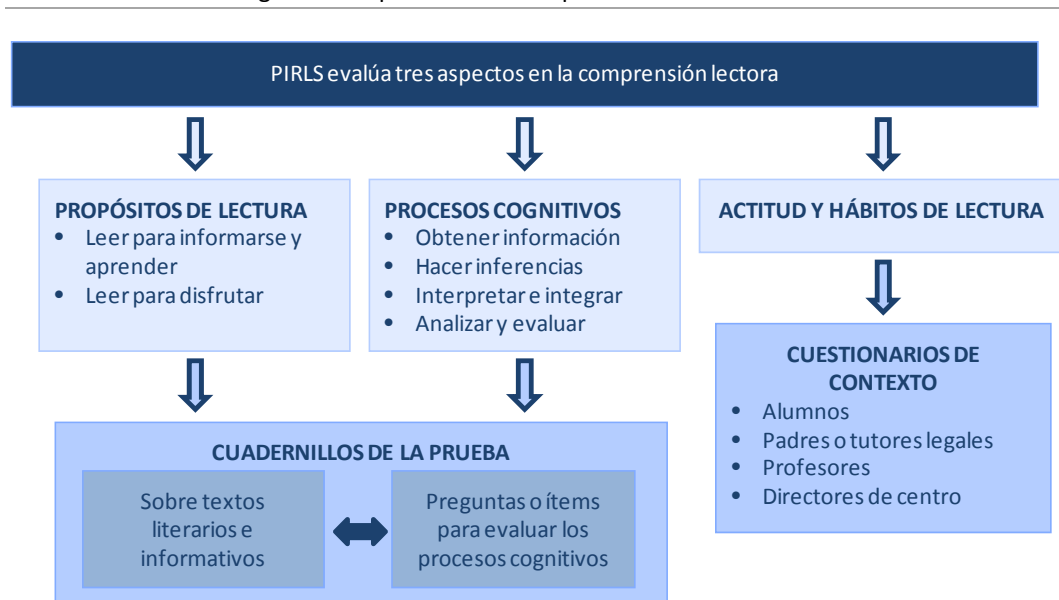 PIRLS evalúa tres aspectos en la comprensión lectora
PROPÓSITOS DE LECTURA
• Leer para informarse y
aprender
• Leer para disfrutar
PROCESOS COGNITIVOS
• Obtener información
• Hacer inferencias
• Interpretar e integrar
• Analizar y evaluar
ACTITUD Y HÁBITOS DE LECTURA
CUESTIONARIOS DE
CONTEXTO
• Alumnos
• Padres o tutores legales
• Profesores
• Directores de centro
CUADERNILLOS DE LA PRUEBA
Sobre textos
literarios e
informativos
Preguntas o ítems
para evaluar los
procesos cognitivos